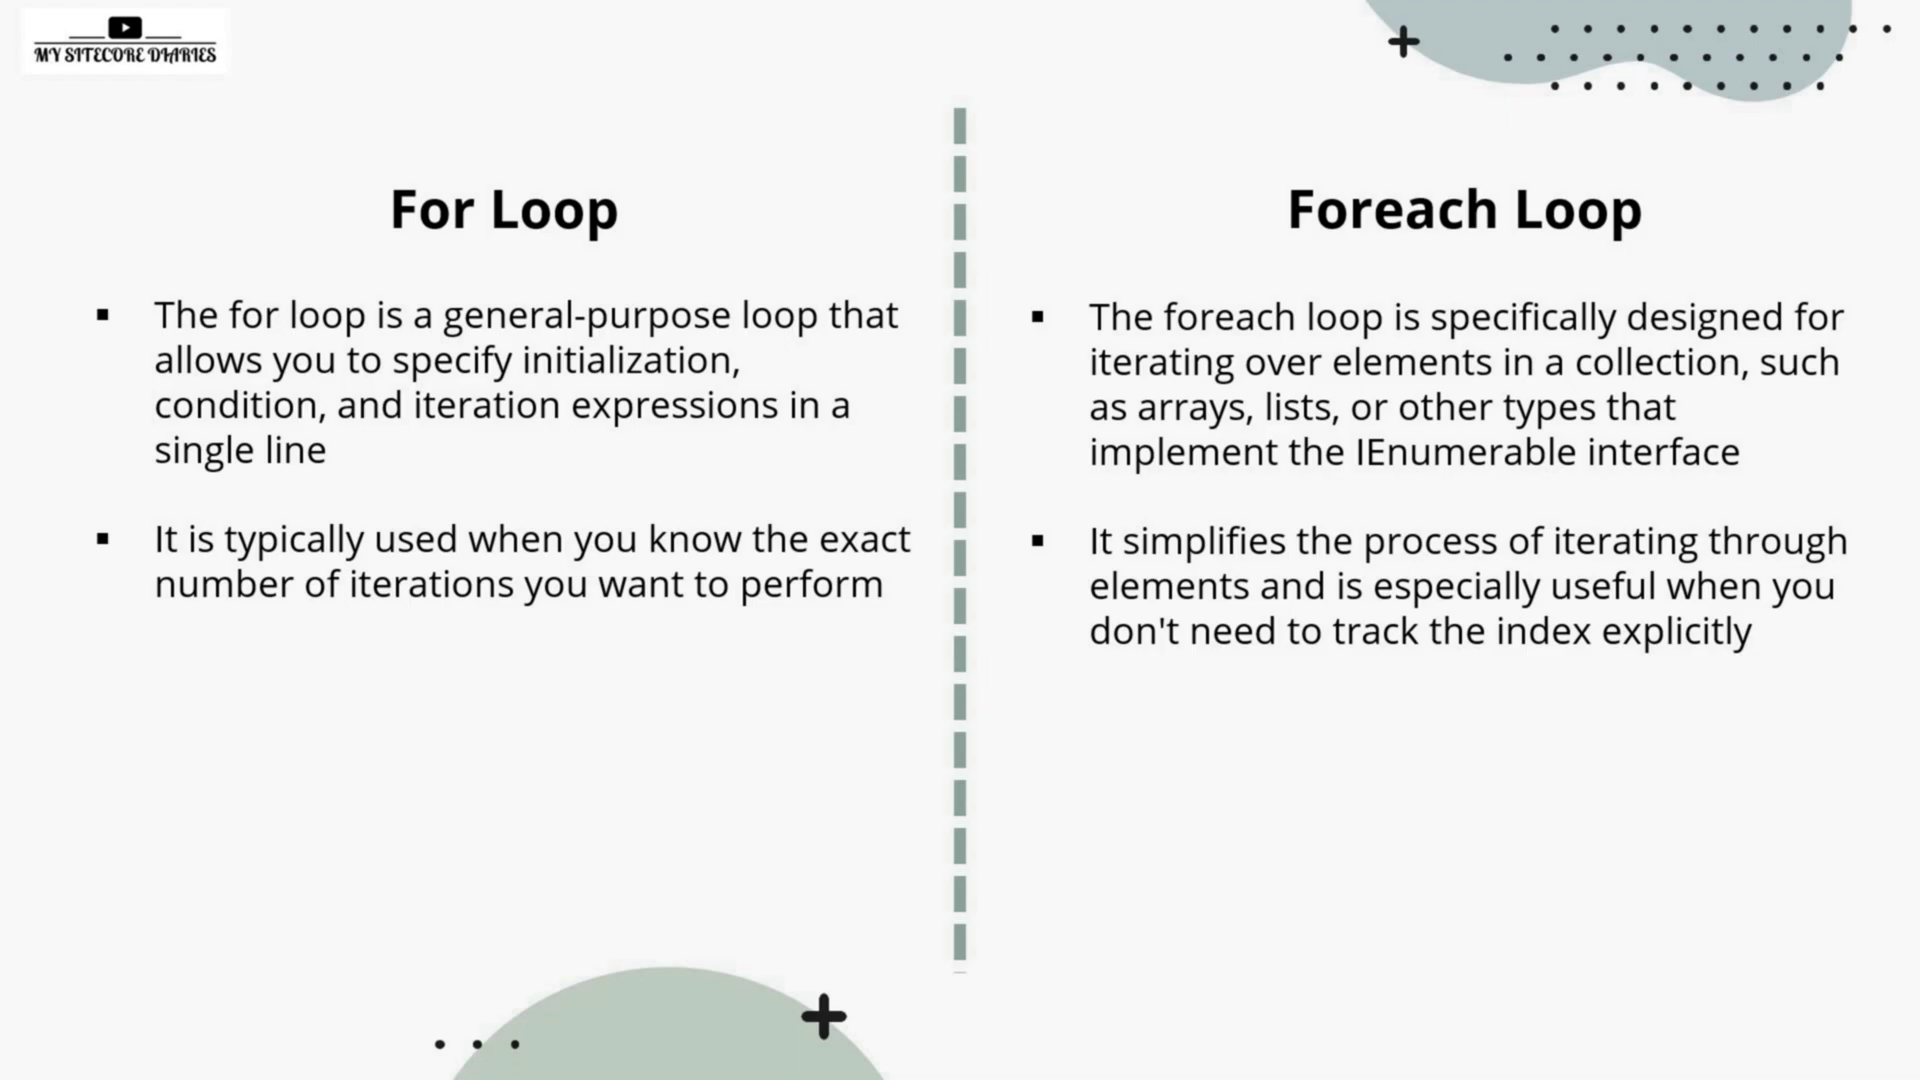 MY SITECORE DIARIES
For Loop
▪ The for loop is a general-purpose loop that
allows you to specify initialization,
condition, and iteration expressions in a
single line
▪ It is typically used when you know the exact
number of iterations you want to perform
Foreach Loop
▪ The foreach loop is specifically designed for
iterating over elements in a collection, such
as arrays, lists, or other types that
implement the IEnumerable interface
▪ It simplifies the process of iterating through
elements and is especially useful when you
don't need to track the index explicitly